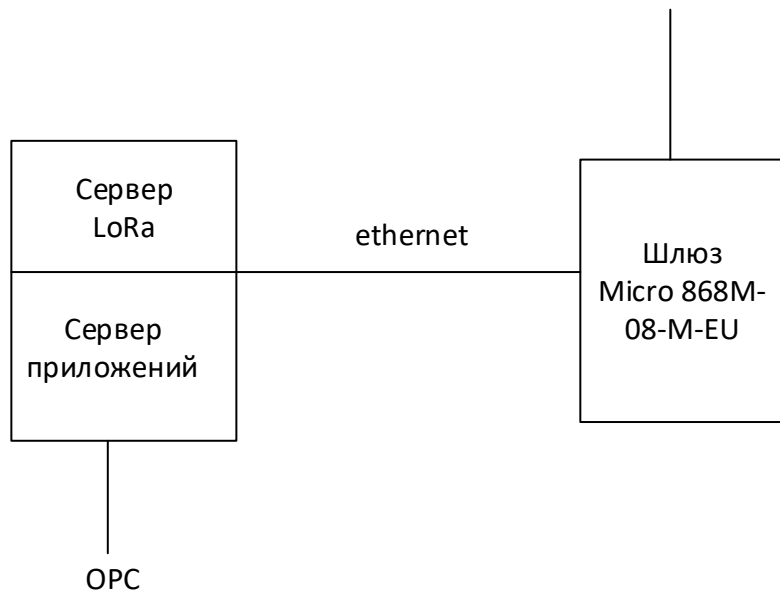 Сервер
LoRa
ethernet
Шлюз
Micro 868M-
08-M-EU
Сервер
приложений
OPC